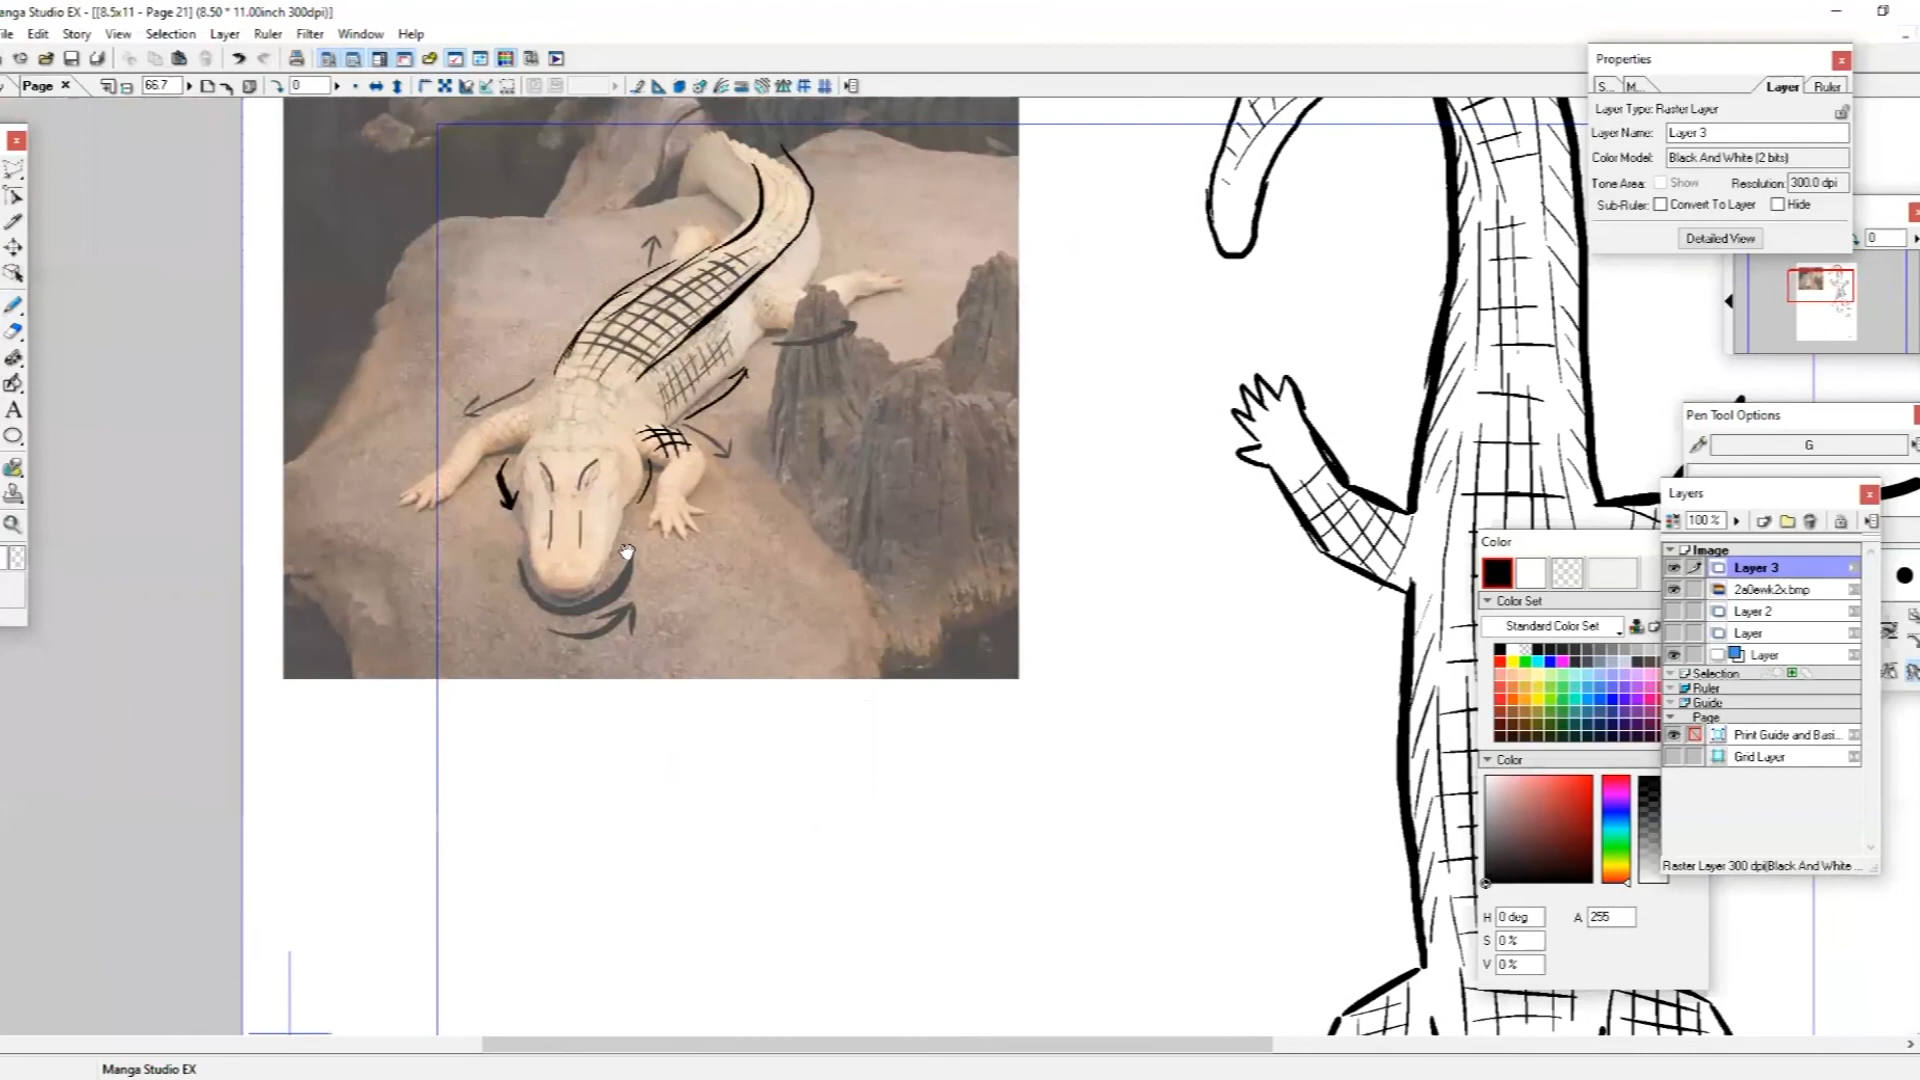 anga Studio EX - [[8.5x11 - Page 21] (8.50 * 11.00inch 300dpi)]
ile Edit Story View Selection Layer Ruler Filter Window Help
Page 66.7 0
Properties
S... M... Layer Ruler
Layer Type: Raster Layer
Layer Name: Layer 3
Color Model: Black And White (2 bits)
Tone Area: Show Resolution: 300.0 dpi
Sub-Ruler: Convert To Layer Hide
Detailed View
0
Pen Tool Options
G
Layers
100 %
Image
Layer 3
2a0ewk2x.bmp
Layer 2
Layer
Layer
Selection
Ruler
Guide
Page
Print Guide and Basi...
Grid Layer
Raster Layer 300 dpi(Black And White ...
Color
Color Set
Standard Color Set
Color
H 0 deg A 255
S 0 %
V 0 %
A
Manga Studio EX